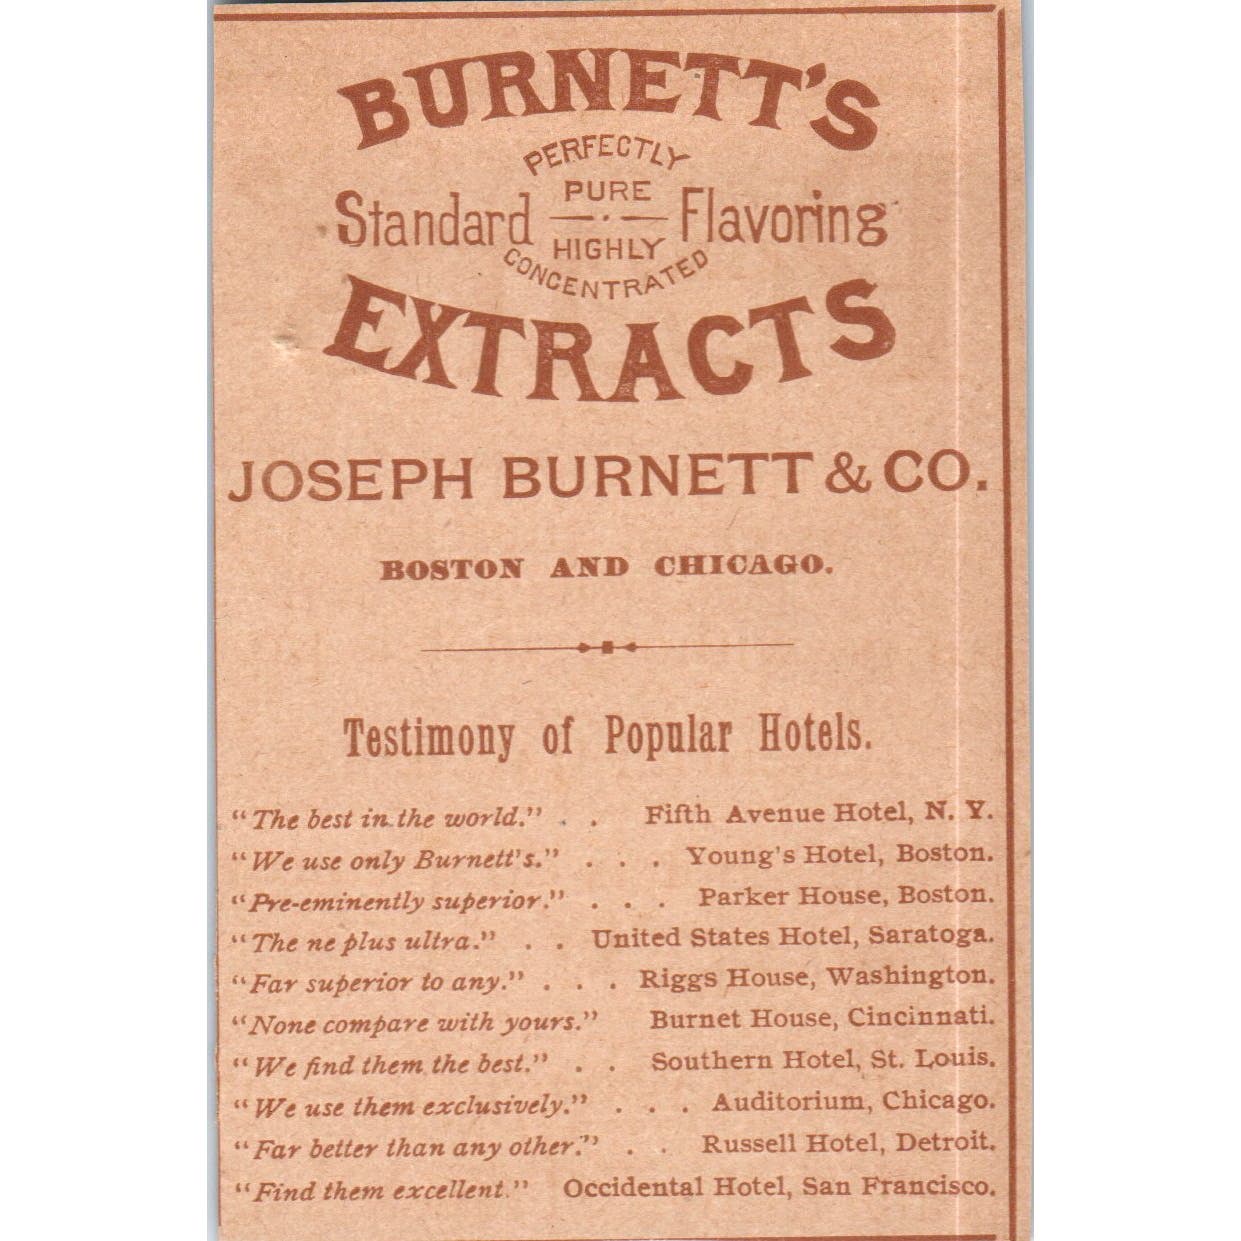 BURNETT'S
PERFECTLY
PURE
Standard Flavoring
HIGHLY
CONCENTRATED
EXTRACTS
JOSEPH BURNETT & CO.
BOSTON AND CHICAGO.
Testimony of Popular Hotels.
"The best in the world." . . Fifth Avenue Hotel, N. Y.
"We use only Burnett's." . . . Young's Hotel, Boston.
"Pre-eminently superior." . . . Parker House, Boston.
"The ne plus ultra." . . United States Hotel, Saratoga.
"Far superior to any." . . . Riggs House, Washington.
"None compare with yours." Burnet House, Cincinnati.
"We find them the best." . . Southern Hotel, St. Louis.
"We use them exclusively." . . . Auditorium, Chicago.
"Far better than any other." . . Russell Hotel, Detroit.
"Find them excellent." Occidental Hotel, San Francisco.